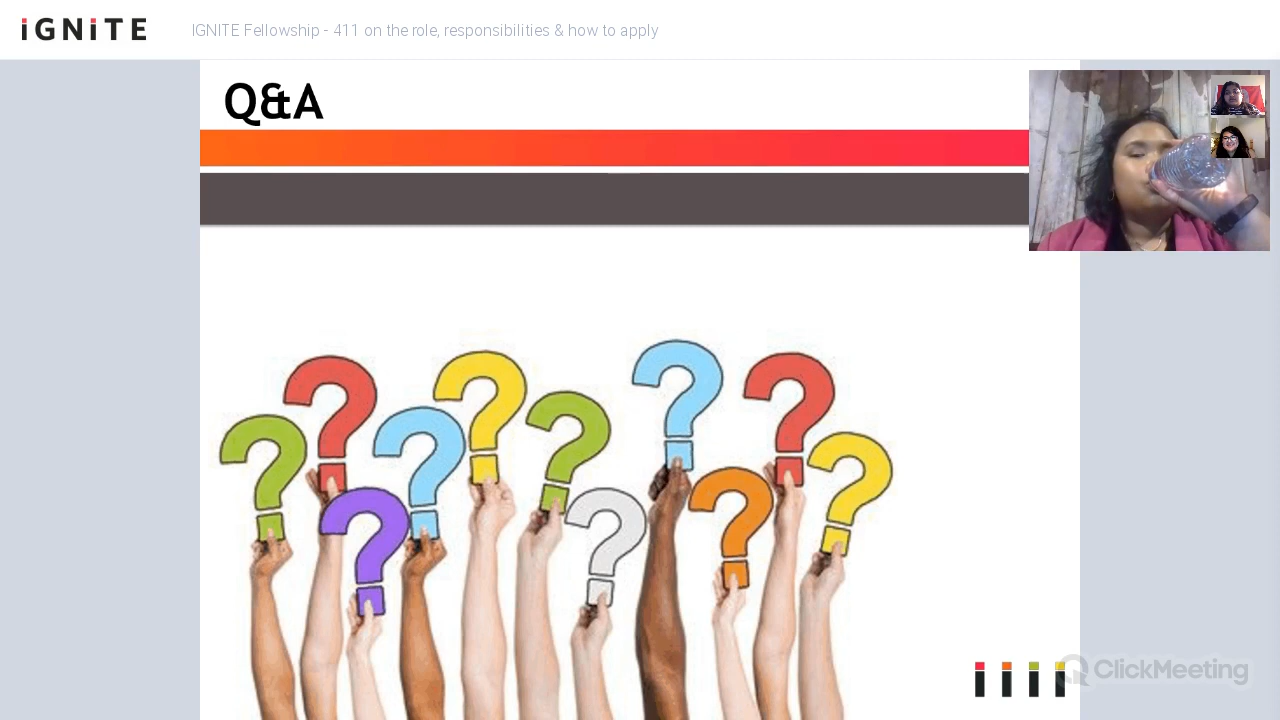 iGNiTE
IGNITE Fellowship - 411 on the role, responsibilities & how to apply
Q&A
ClickMeeting